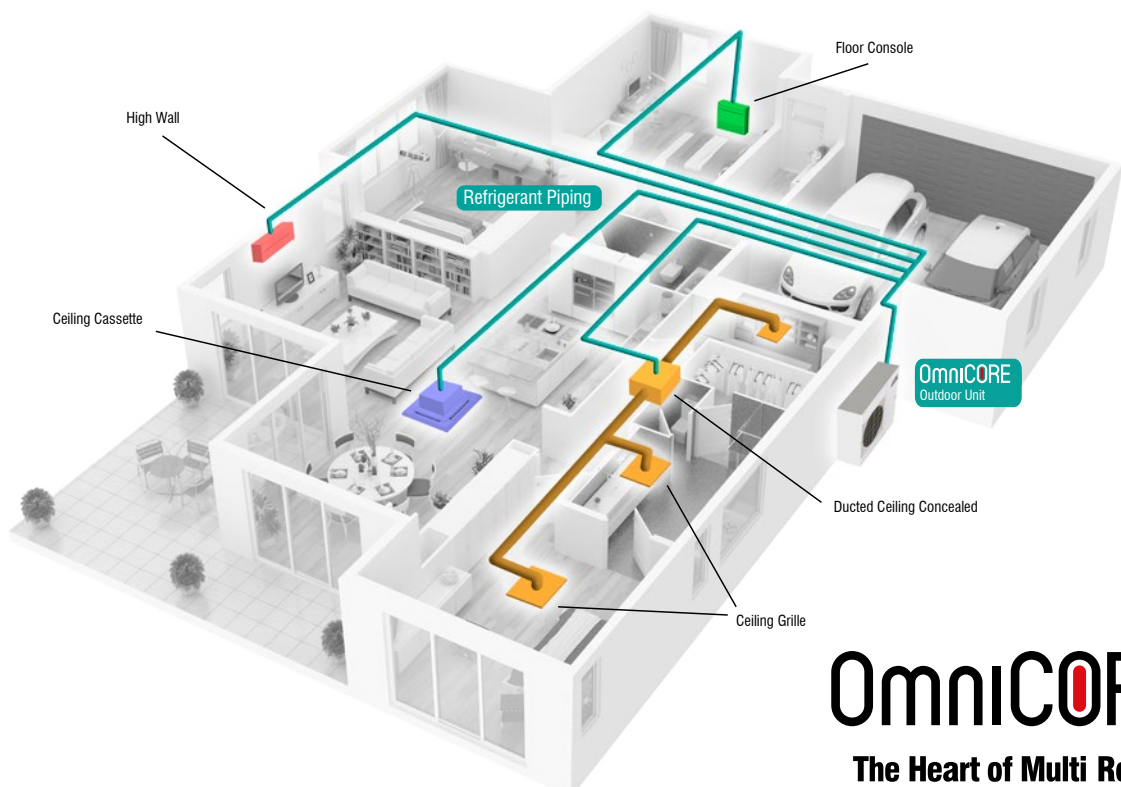 Floor Console
High Wall
Refrigerant Piping
Ceiling Cassette
OmniCORE
Outdoor Unit
Ducted Ceiling Concealed
Ceiling Grille
OmniCO
The Heart of Multi